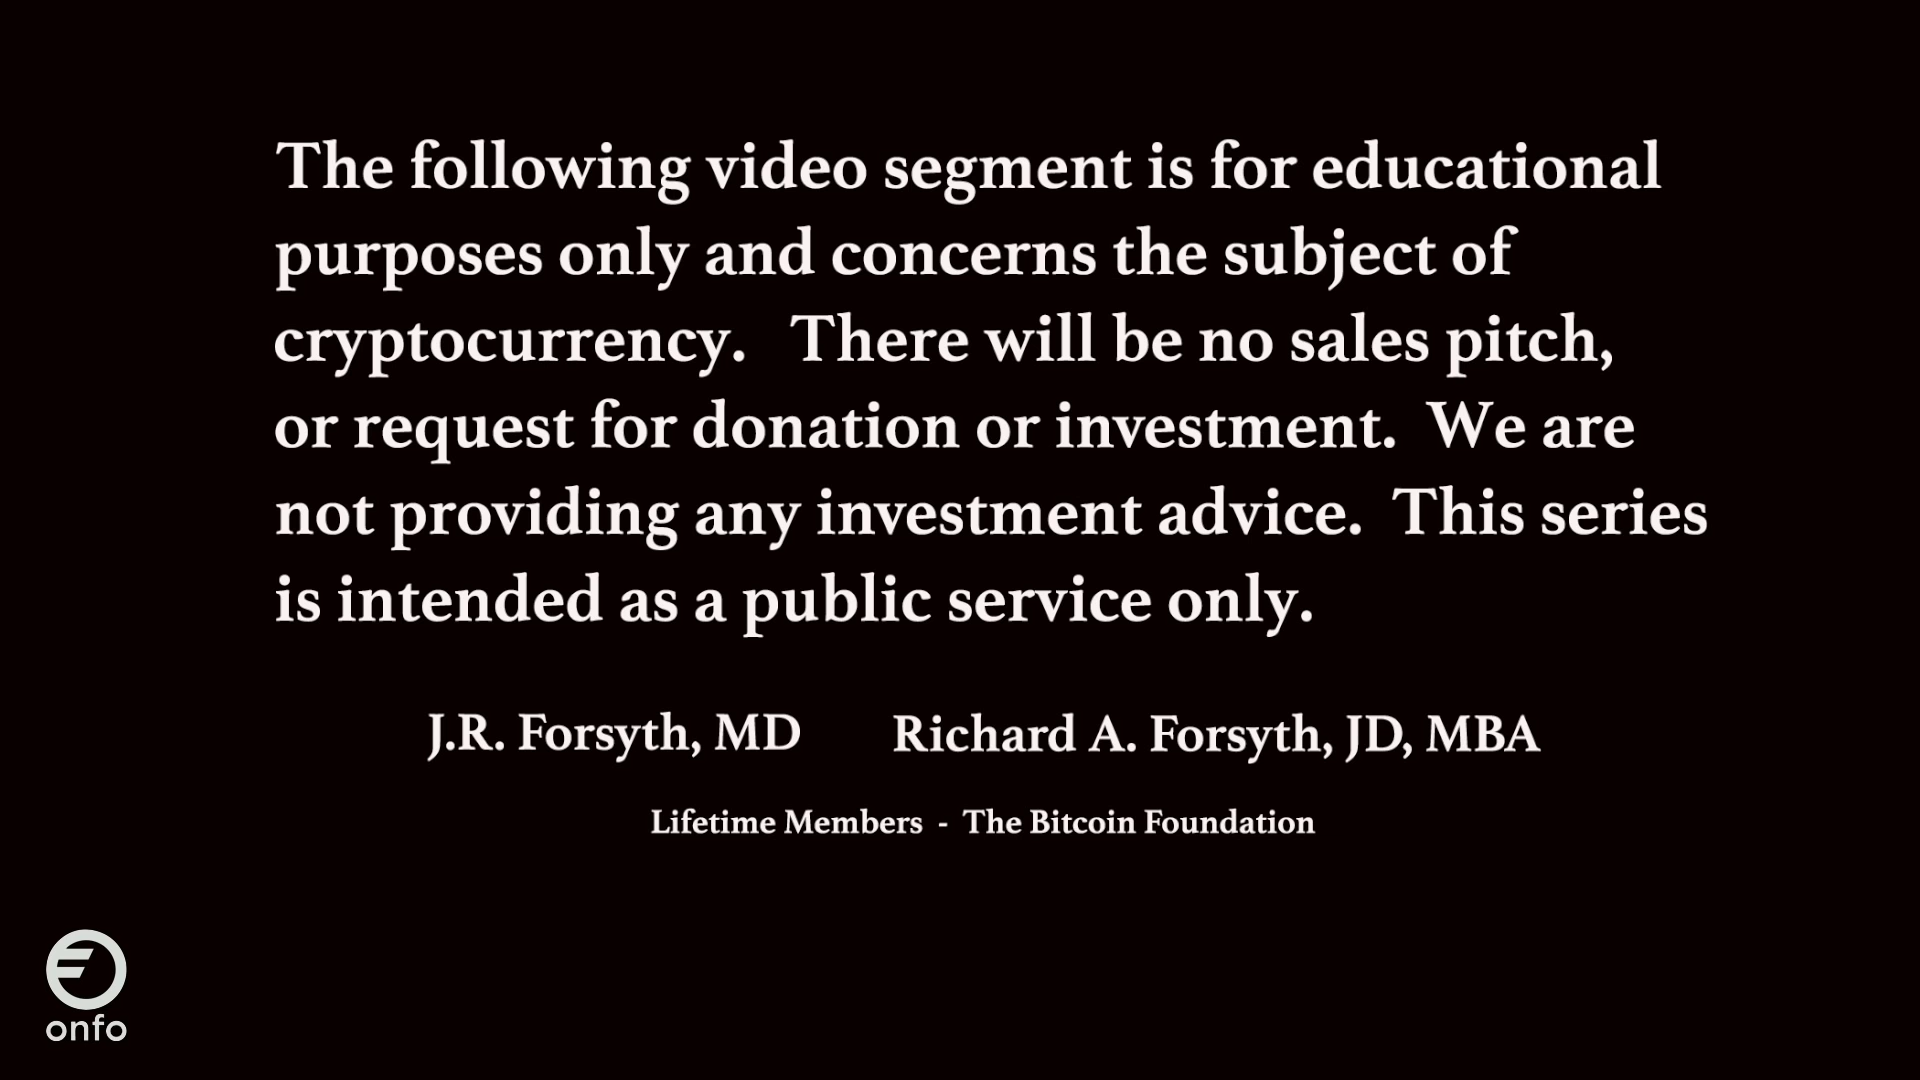 The following video segment is for educational
purposes only and concerns the subject of
cryptocurrency.   There will be no sales pitch,
or request for donation or investment.  We are
not providing any investment advice.  This series
is intended as a public service only.
J.R. Forsyth, MD     Richard A. Forsyth, JD, MBA
Lifetime Members  -  The Bitcoin Foundation
onfo